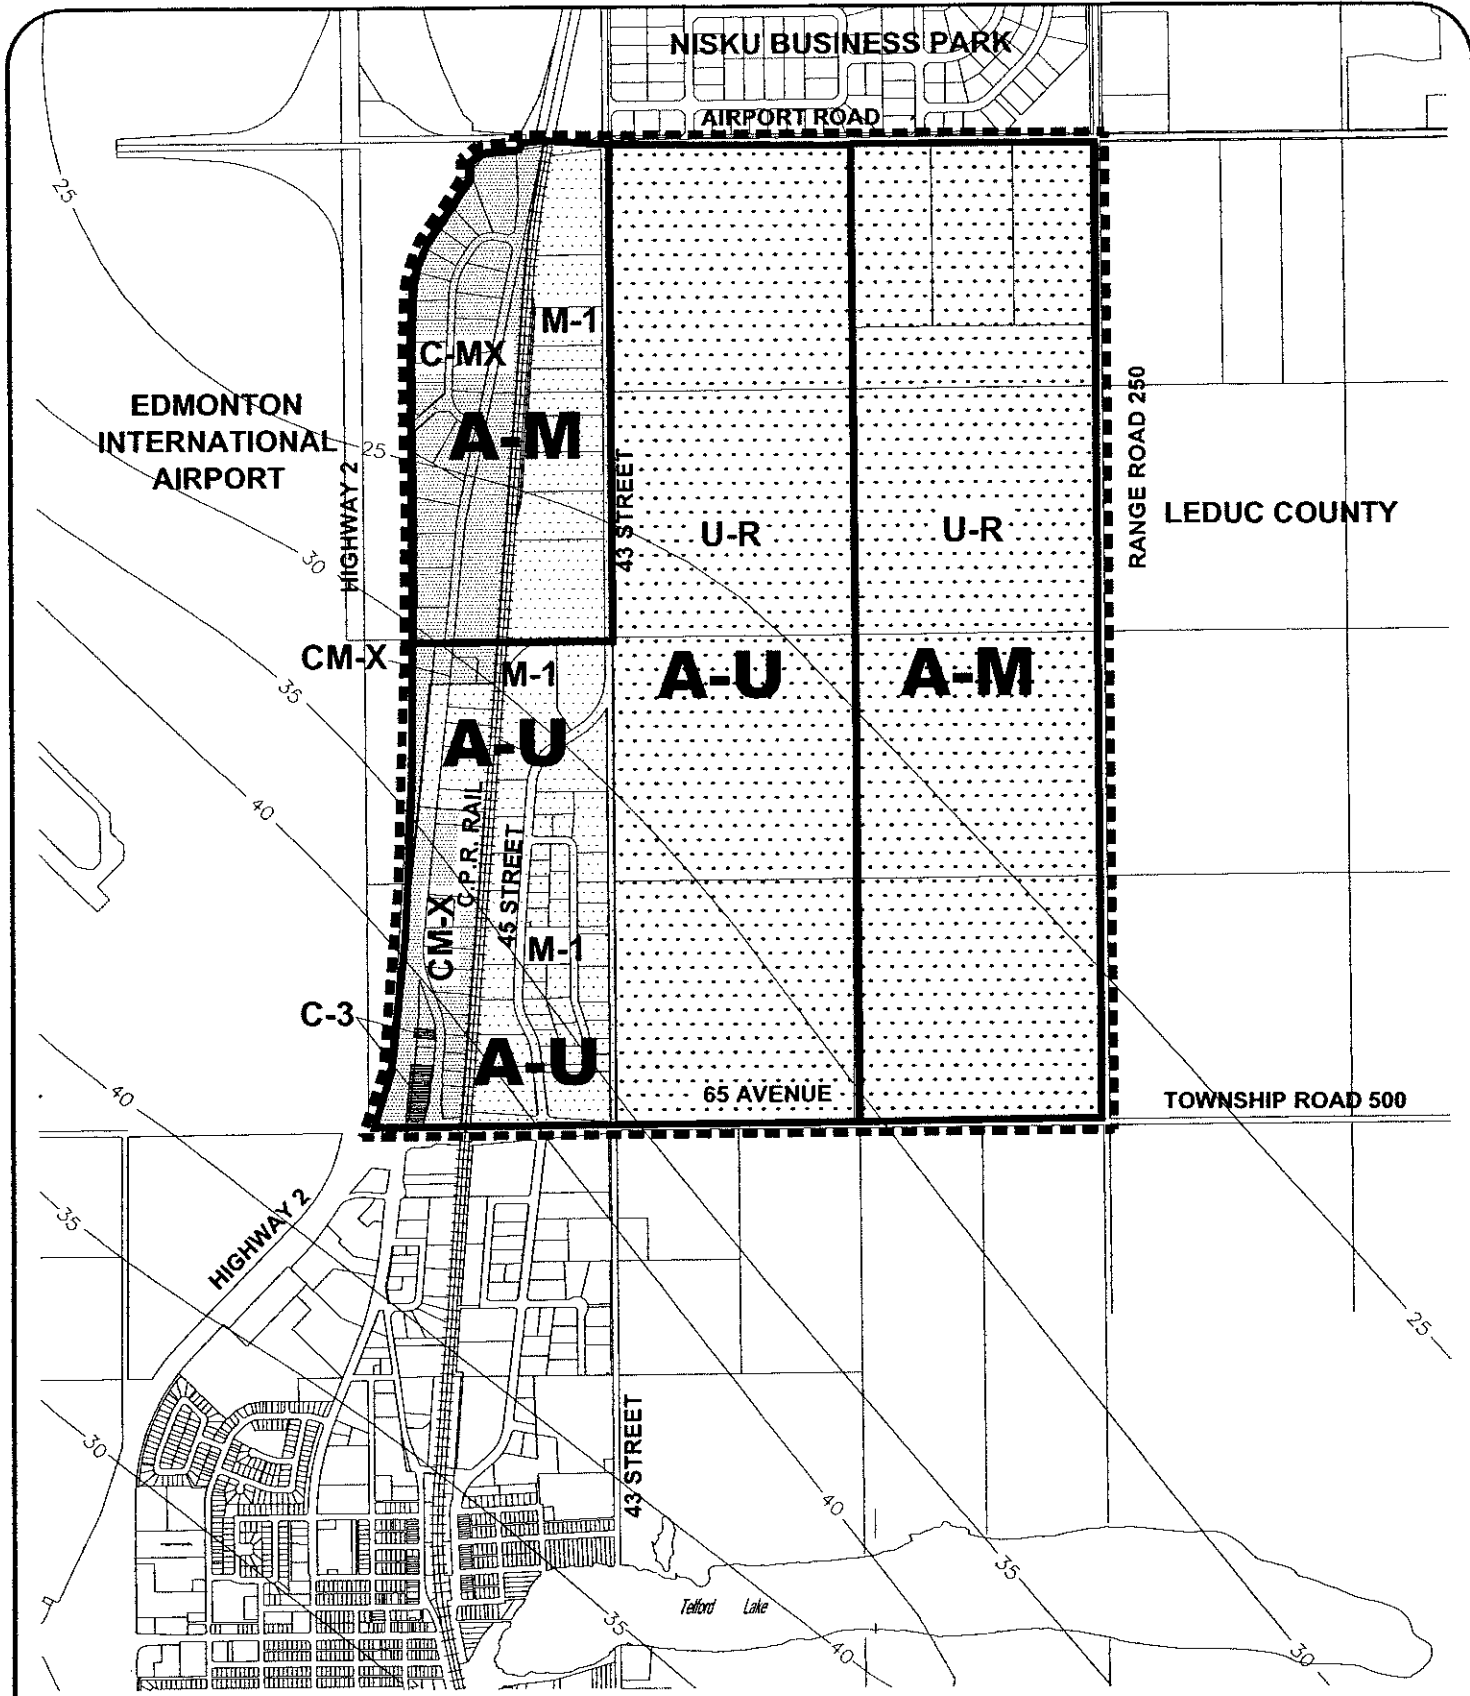 NISKU BUSINESS PARK
AIRPORT ROAD
25
M-1
C-MX
EDMONTON
INTERNATIONAL
AIRPORT
A-M
25
HIGHWAY 2
43 STREET
RANGE ROAD 250
LEDUC COUNTY
U-R
U-R
30
CM-X
M-1
A-U
A-M
35
A-U
40
C.P.R. RAIL
45 STREET
CM-X
M-1
C-3
A-U
65 AVENUE
TOWNSHIP ROAD 500
40
35
HIGHWAY 2
25
30
43 STREET
40
35
Telford Lake
35
40
30